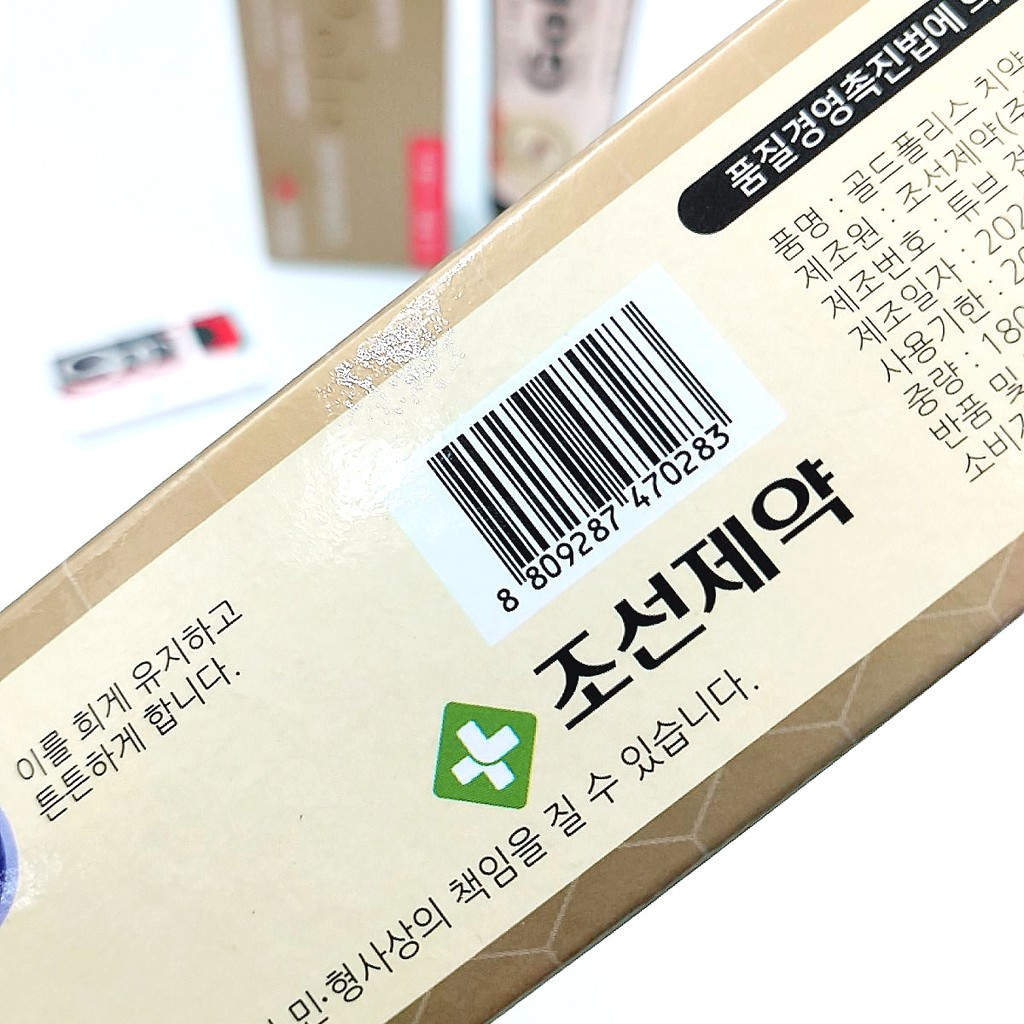 품질경영촉진법에
품명 : 골드플리스 치약
제조원 : 조선제약(주
제조번호 : 튜브 접
제조일자 : 202
사용기한 : 20
중량 : 180
반품 및
소비
8 809287 470283
조선제약
이를 희게 유지하고
튼튼하게 합니다.
민·형사상의 책임을 질 수 있습니다.